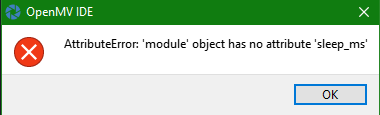 OpenMV IDE
AttributeError: 'module' object has no attribute 'sleep_ms'
OK